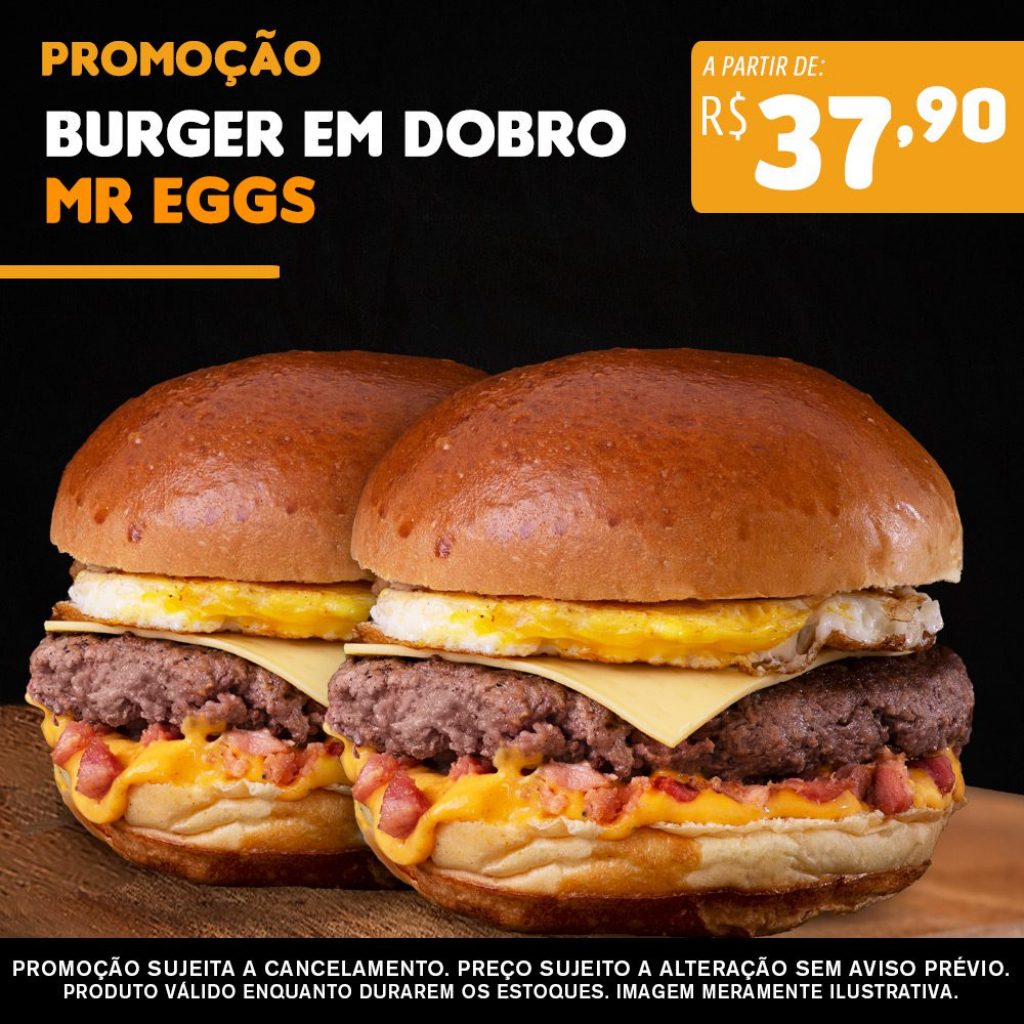 PROMOÇÃO
BURGER EM DOBRO
MR EGGS
A PARTIR DE:
R$ 37,90
PROMOÇÃO SUJEITA A CANCELAMENTO. PREÇO SUJEITO A ALTERAÇÃO SEM AVISO PRÉVIO.
PRODUTO VÁLIDO ENQUANTO DURAREM OS ESTOQUES. IMAGEM MERAMENTE ILUSTRATIVA.